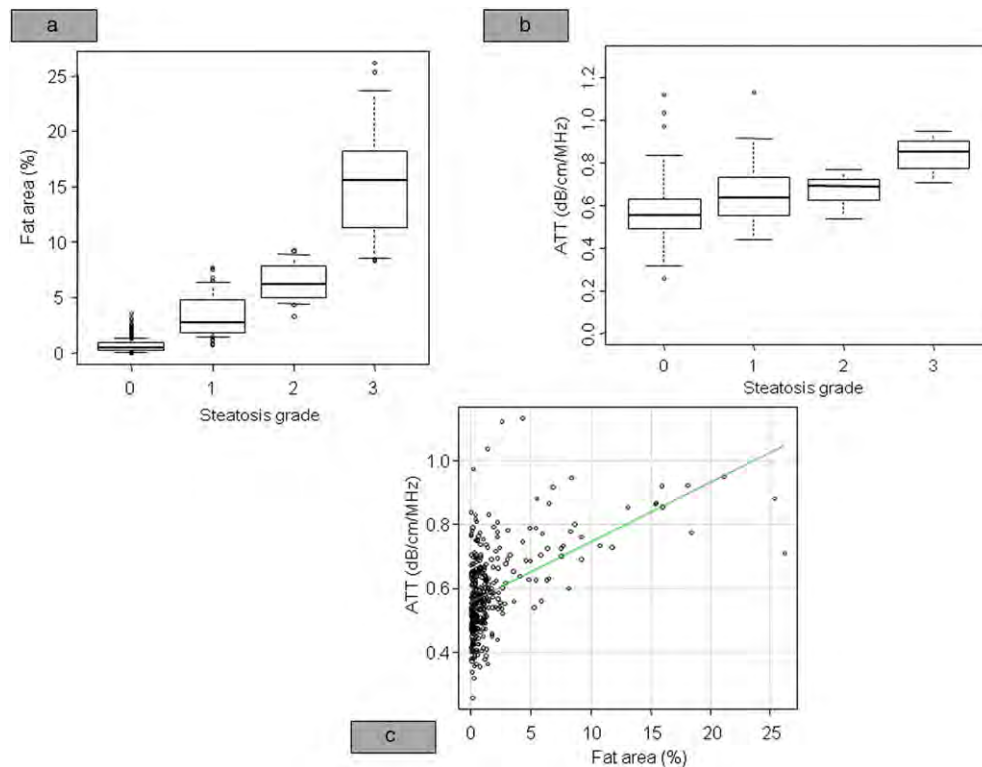 a
25
20
15
10
5
0
Fat area (%)
0 1 2 3
Steatosis grade
b
1.2
1.0
0.8
0.6
0.4
0.2
0.0
ATT (dB/cm/MHz)
0 1 2 3
Steatosis grade
1.0
0.8
0.6
0.4
ATT (dB/cm/MHz)
0 5 10 15 20 25
Fat area (%)
c